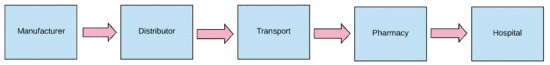 Manufacturer
Distributor
Transport
Pharmacy
Hospital